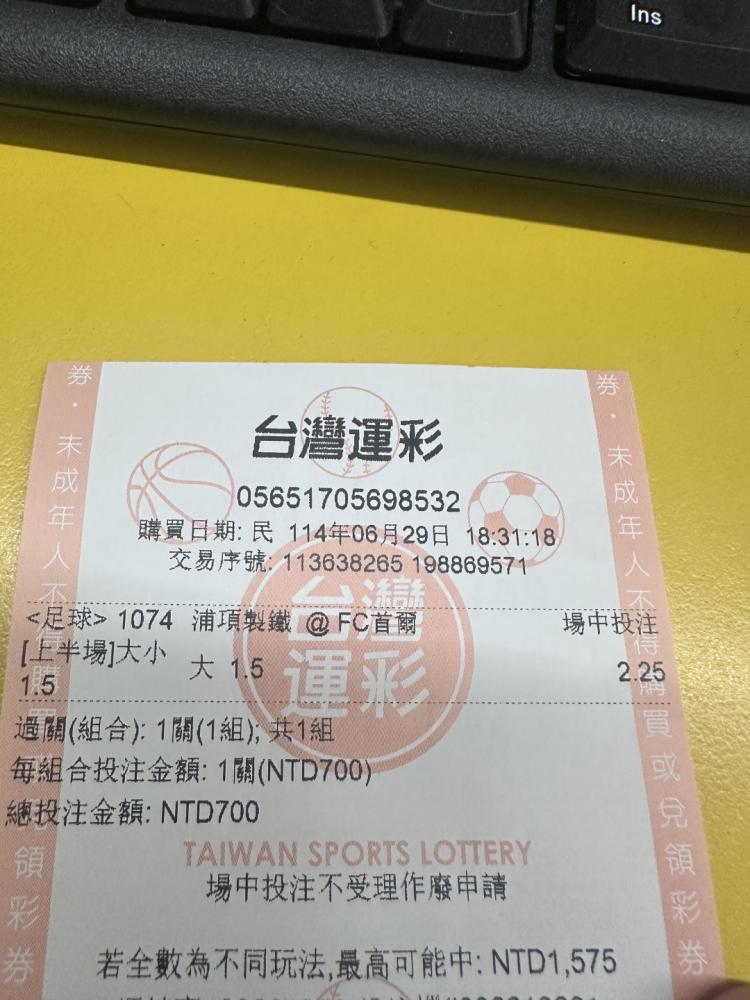 Ins
台灣運彩
05651705698532
購買日期: 民 114年06月29日 18:31:18
交易序號: 113638265 198869571
<足球> 1074 浦項製鐵 @ FC首爾 場中投注
[上半場]大小
1.5 大 1.5 2.25
過關(組合): 1關(1組); 共1組
每組合投注金額: 1關(NTD700)
總投注金額: NTD700
台灣
運彩
TAIWAN SPORTS LOTTERY
場中投注不受理作廢申請
若全數為不同玩法,最高可能中: NTD1,575
券·未成年人不得購買或兌領彩券
券·未成年人不得購買或兌領彩券